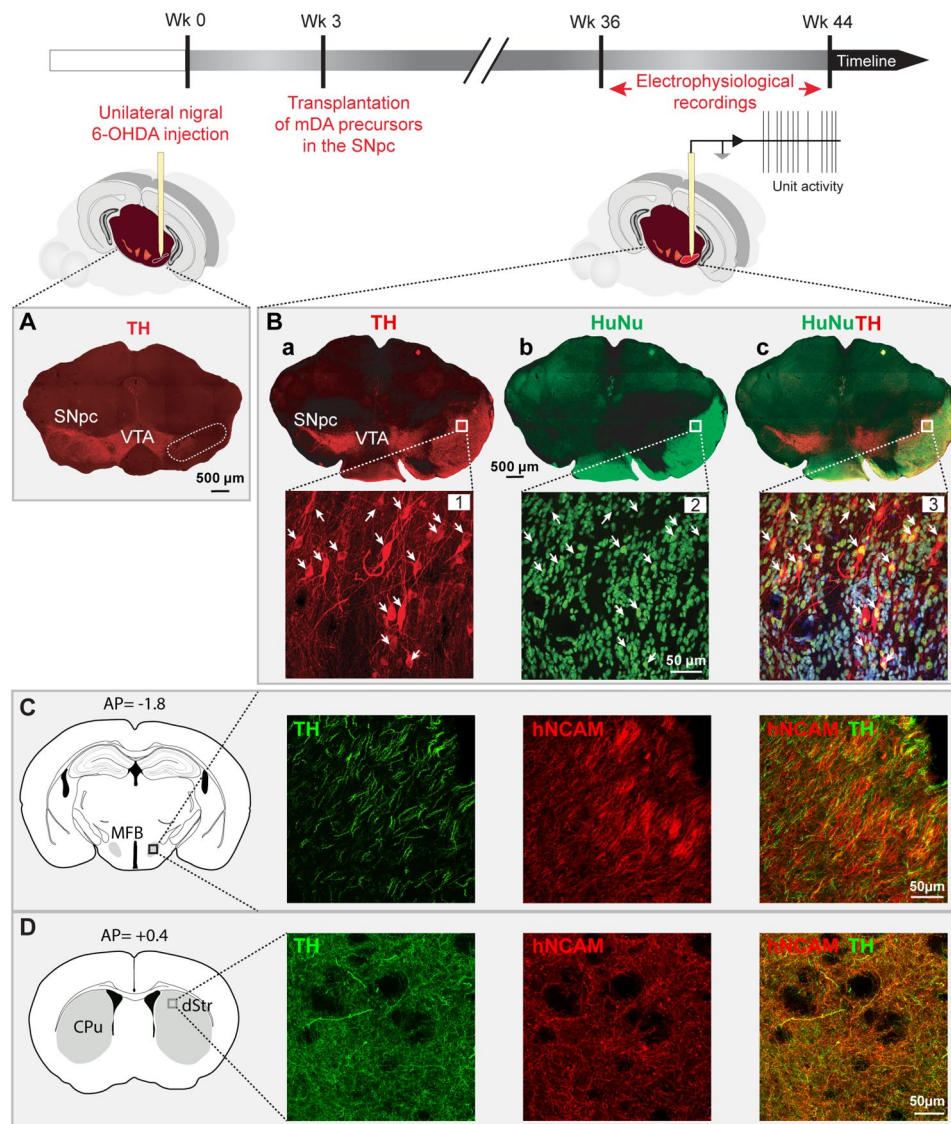 Wk 0
Wk 3
Wk 36
Wk 44
Timeline
Unilateral nigral
6-OHDA injection
Transplantation
of mDA precursors
in the SNpc
Electrophysiological
recordings
Unit activity
A
TH
SNpc
VTA
500 µm
B
TH
HuNu
HuNuTH
a
b
c
SNpc
VTA
500 µm
1
2
3
50 µm
50 µm
C
AP= -1.8
MFB
TH
hNCAM
hNCAM TH
50µm
D
AP= +0.4
CPu
dStr
TH
hNCAM
hNCAM TH
50µm